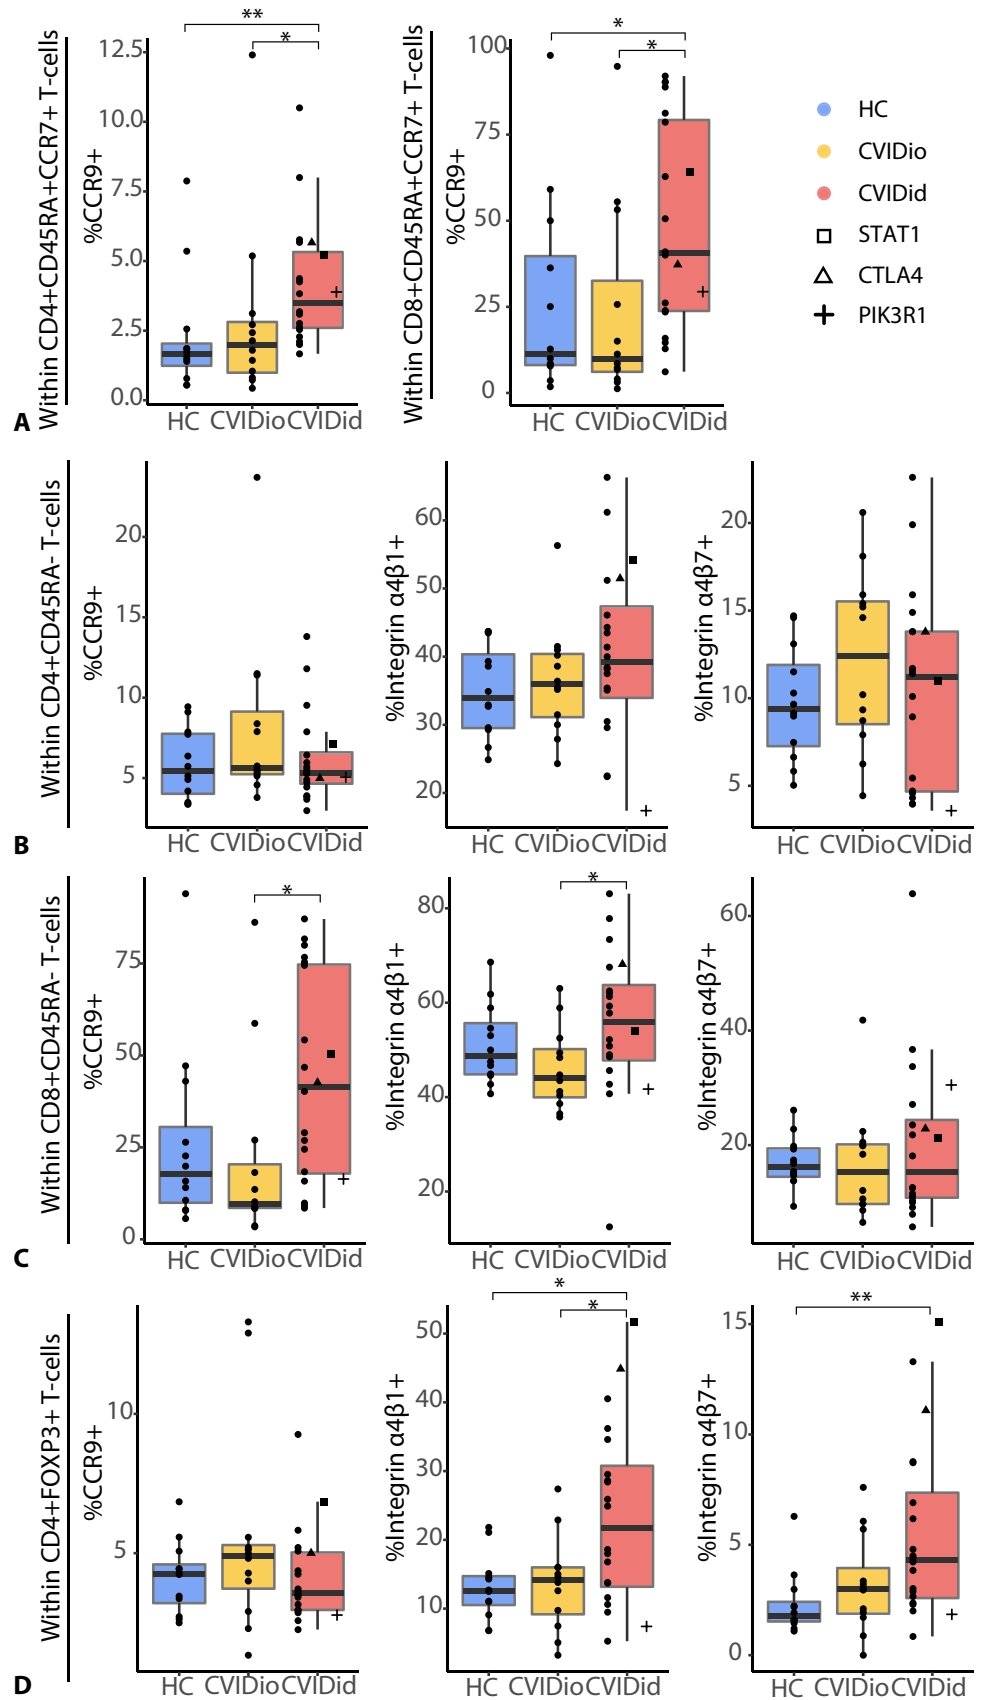 ** *
Within CD4+CD45RA+CCR7+ T-cells
%CCR9+
12.5
10.0
7.5
5.0
2.5
0.0
HC CVIDio CVIDid
A
* *
Within CD8+CD45RA+CCR7+ T-cells
%CCR9+
100
75
50
25
0
HC CVIDio CVIDid
HC
CVIDio
CVIDid
STAT1
CTLA4
PIK3R1
Within CD4+CD45RA- T-cells
%CCR9+
20
15
10
5
HC CVIDio CVIDid
B
%Integrin α4β1+
60
50
40
30
20
HC CVIDio CVIDid
%Integrin α4β7+
20
15
10
5
HC CVIDio CVIDid
Within CD8+CD45RA- T-cells
%CCR9+
*
75
50
25
0
HC CVIDio CVIDid
C
%Integrin α4β1+
*
80
60
40
20
HC CVIDio CVIDid
%Integrin α4β7+
60
40
20
HC CVIDio CVIDid
Within CD4+FOXP3+ T-cells
%CCR9+
10
5
HC CVIDio CVIDid
D
%Integrin α4β1+
* *
50
40
30
20
10
HC CVIDio CVIDid
%Integrin α4β7+
**
15
10
5
0
HC CVIDio CVIDid